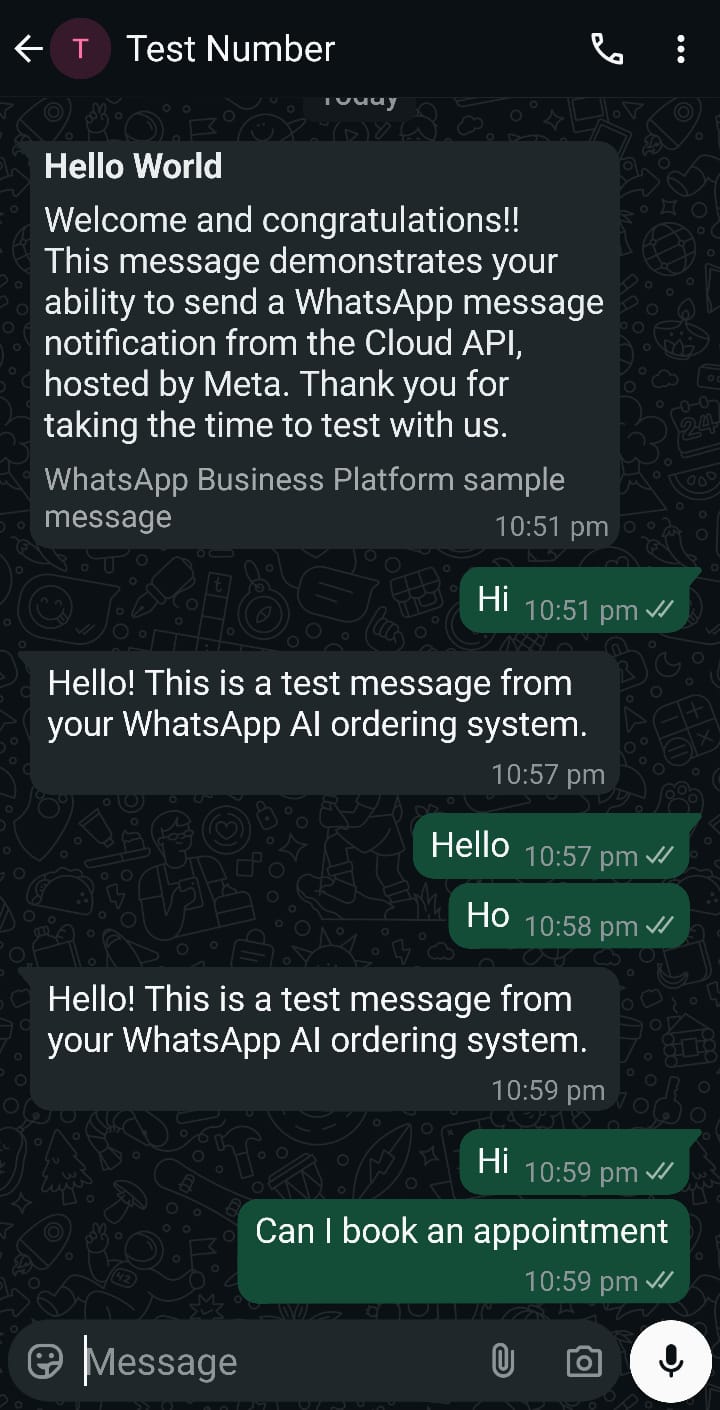 T Test Number
Today
Hello World
Welcome and congratulations!!
This message demonstrates your
ability to send a WhatsApp message
notification from the Cloud API,
hosted by Meta. Thank you for
taking the time to test with us.
WhatsApp Business Platform sample
message 10:51 pm
Hi 10:51 pm
Hello! This is a test message from
your WhatsApp AI ordering system.
10:57 pm
Hello 10:57 pm
Ho 10:58 pm
Hello! This is a test message from
your WhatsApp AI ordering system.
10:59 pm
Hi 10:59 pm
Can I book an appointment
10:59 pm
Message